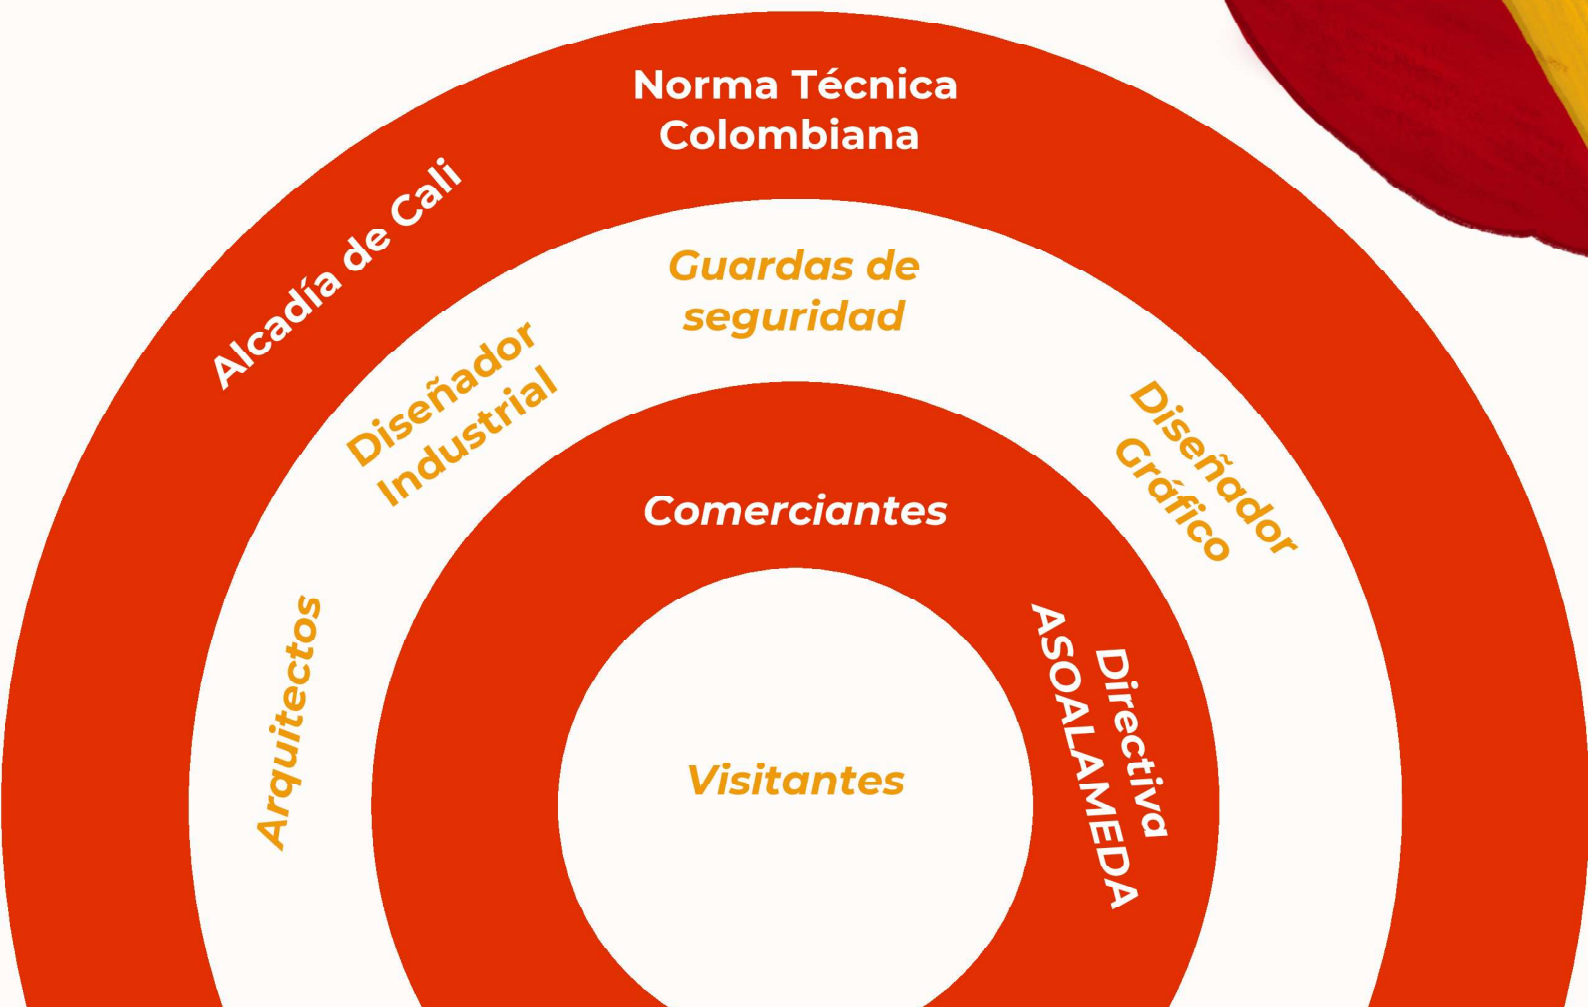 Norma Técnica
Colombiana
Alcadía de Cali
Guardas de
seguridad
Diseñador
Industrial
Diseñador
Gráfico
Comerciantes
Arquitectos
Directiva
ASOALAMEDA
Visitantes